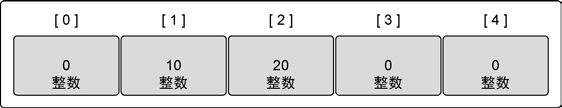 [ 0 ] [ 1 ] [ 2 ] [ 3 ] [ 4 ]
0 10 20 0 0
整数 整数 整数 整数 整数